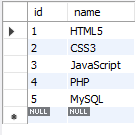 id name
1 HTML5
2 CSS3
3 JavaScript
4 PHP
5 MySQL
NULL NULL